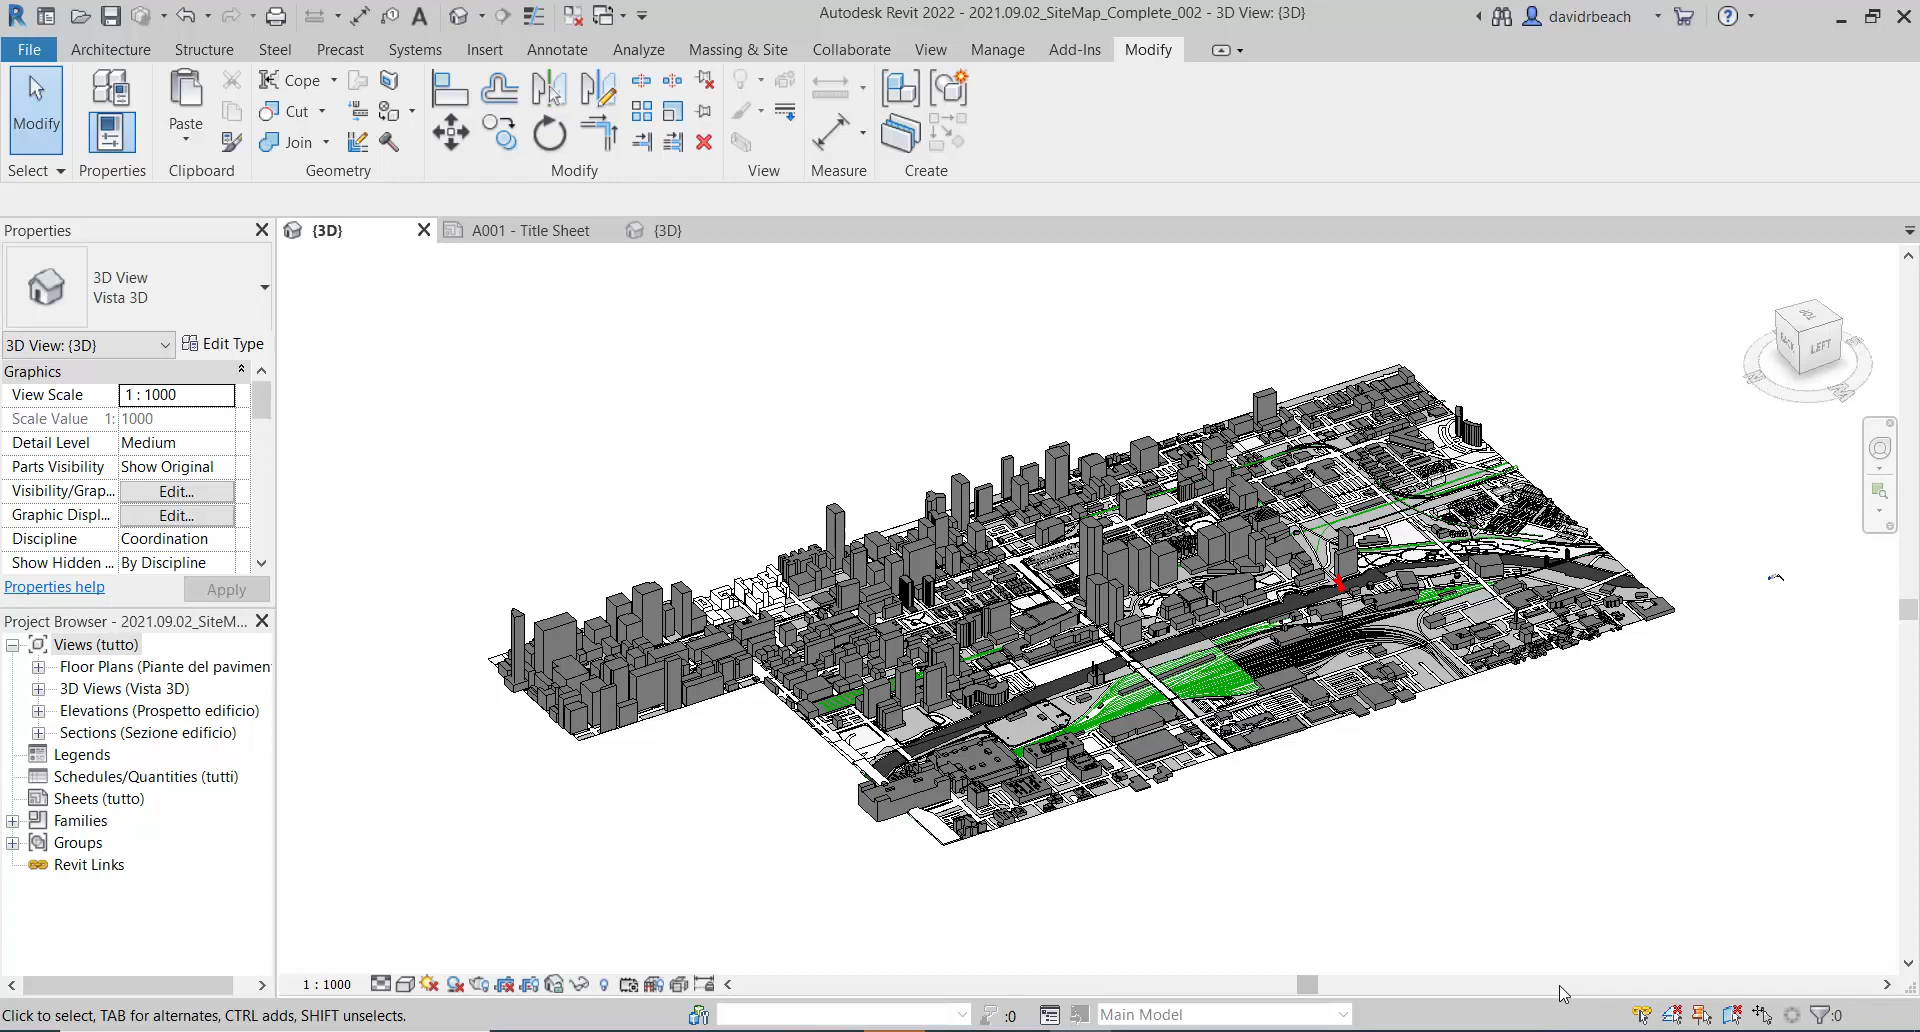 Autodesk Revit 2022 - 2021.09.02_SiteMap_Complete_002 - 3D View: {3D}
davidrbeach
File Architecture Structure Steel Precast Systems Insert Annotate Analyze Massing & Site Collaborate View Manage Add-Ins Modify
Modify
Paste
Cope
Cut
Join
Select Properties Clipboard Geometry Modify View Measure Create
Properties
{3D} A001 - Title Sheet {3D}
3D View
Vista 3D
3D View: {3D} Edit Type
Graphics
View Scale 1 : 1000
Scale Value 1: 1000
Detail Level Medium
Parts Visibility Show Original
Visibility/Grap... Edit...
Graphic Displ... Edit...
Discipline Coordination
Show Hidden ... By Discipline
Properties help Apply
Project Browser - 2021.09.02_SiteM...
Views (tutto)
Floor Plans (Piante del pavimen
3D Views (Vista 3D)
Elevations (Prospetto edificio)
Sections (Sezione edificio)
Legends
Schedules/Quantities (tutti)
Sheets (tutto)
Families
Groups
Revit Links
TOP
BACK
LEFT
1 : 1000
Click to select, TAB for alternates, CTRL adds, SHIFT unselects.
:0
Main Model
:0